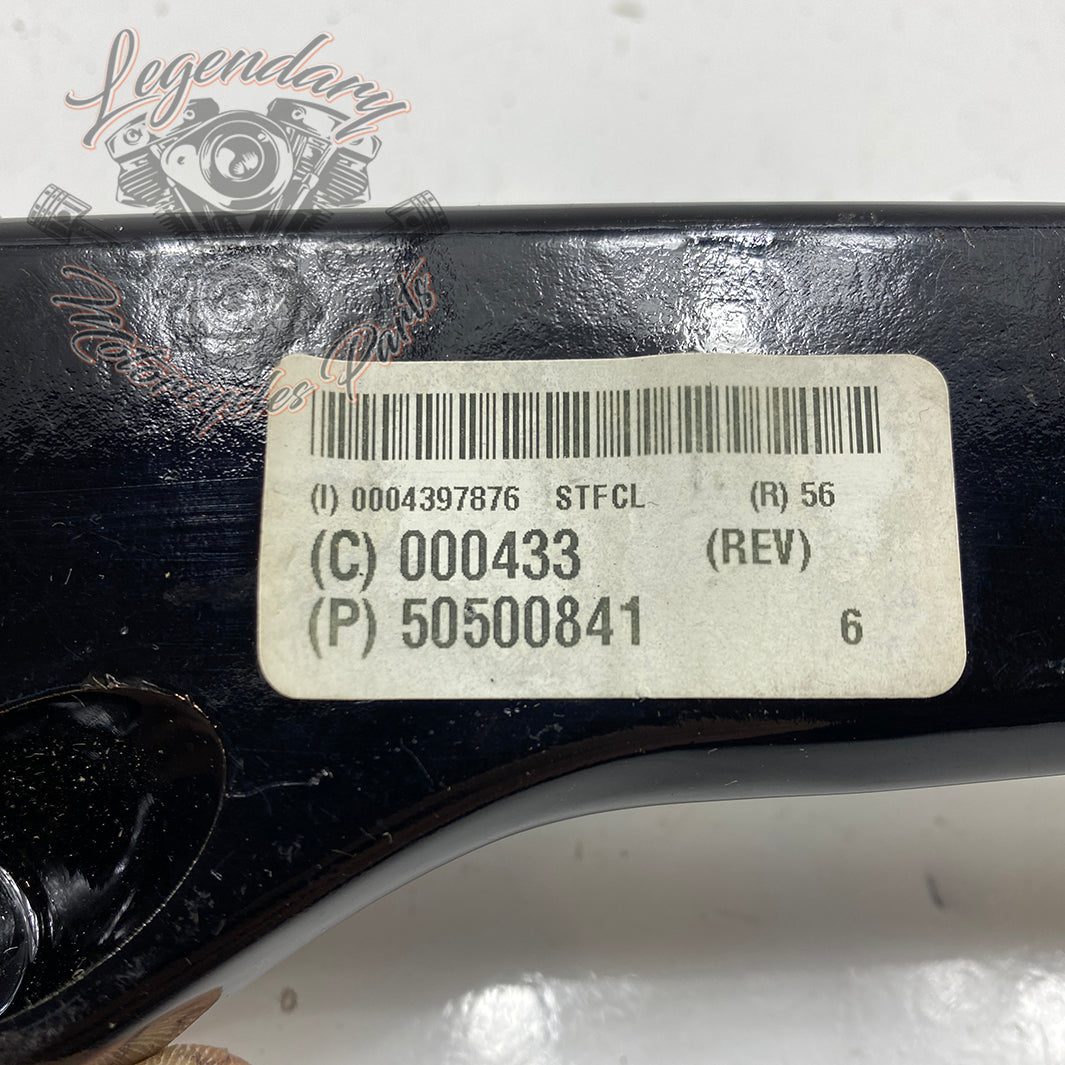 Legendary
Motorcycles Parts
(I) 0004397876 STFCL (R) 56
(C) 000433 (REV)
(P) 50500841 6